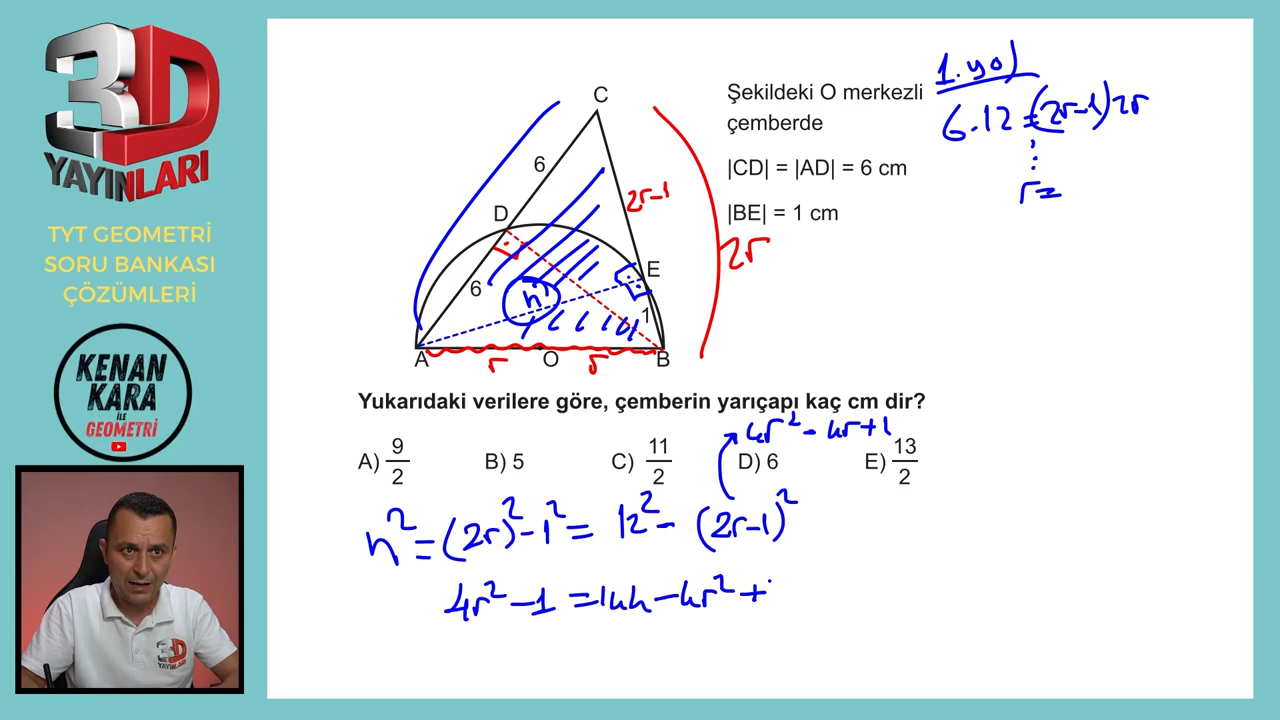 3D
YAYINLARI
TYT GEOMETRİ
SORU BANKASI
ÇÖZÜMLERİ
KENAN
KARA
İLE
GEOMETRİ
3D
YAYINLARI
C
6
D
6
2r-1
E
h
1
2r
A
r
O
r
B
Şekildeki O merkezli
çemberde
|CD| = |AD| = 6 cm
|BE| = 1 cm
1. yol
6.12 = (2r-1)2r
r=
Yukarıdaki verilere göre, çemberin yarıçapı kaç cm dir?
4r² - 4r+1
A) 9/2 B) 5 C) 11/2 D) 6 E) 13/2
h² = (2r)² - 1² = 12² - (2r-1)²
4r² - 1 = 144 - 4r² +